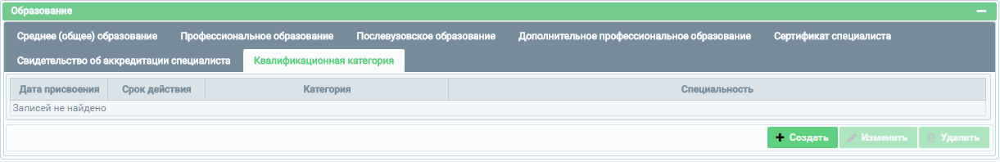 Образование
Среднее (общее) образование Профессиональное образование Послевузовское образование Дополнительное профессиональное образование Сертификат специалиста
Свидетельство об аккредитации специалиста Квалификационная категория
Дата присвоения Срок действия Категория Специальность
Записей не найдено
Создать Изменить Удалить